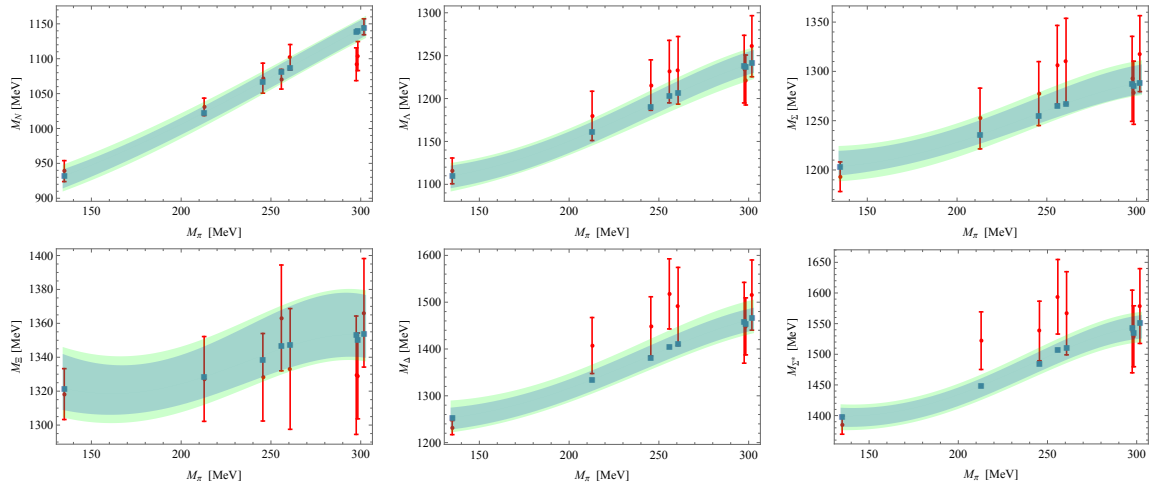 1150
1100
1050
1000
950
900
M_N [MeV]
150 200 250 300
M_π [MeV]
1300
1250
1200
1150
1100
M_Λ [MeV]
150 200 250 300
M_π [MeV]
1350
1300
1250
1200
M_Σ [MeV]
150 200 250 300
M_π [MeV]
1400
1380
1360
1340
1320
1300
M_Ξ [MeV]
150 200 250 300
M_π [MeV]
1600
1500
1400
1300
1200
M_Δ [MeV]
150 200 250 300
M_π [MeV]
1650
1600
1550
1500
1450
1400
M_Σ* [MeV]
150 200 250 300
M_π [MeV]